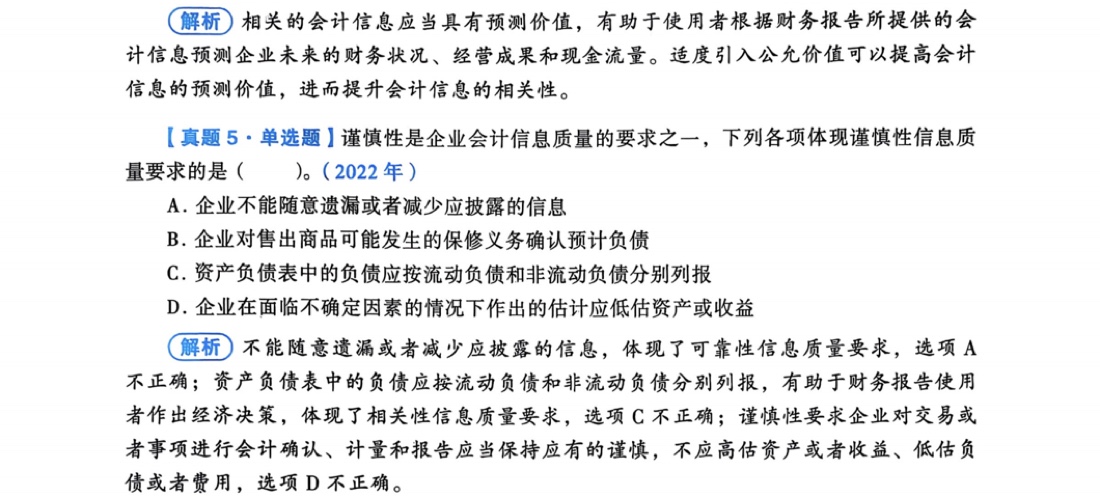 解析 相关的会计信息应当具有预测价值，有助于使用者根据财务报告所提供的会
计信息预测企业未来的财务状况、经营成果和现金流量。适度引入公允价值可以提高会计
信息的预测价值，进而提升会计信息的相关性。
【真题 5·单选题】谨慎性是企业会计信息质量的要求之一，下列各项体现谨慎性信息质
量要求的是（　　）。（2022 年）
A. 企业不能随意遗漏或者减少应披露的信息
B. 企业对售出商品可能发生的保修义务确认预计负债
C. 资产负债表中的负债应按流动负债和非流动负债分别列报
D. 企业在面临不确定因素的情况下作出的估计应低估资产或收益
解析 不能随意遗漏或者减少应披露的信息，体现了可靠性信息质量要求，选项 A
不正确；资产负债表中的负债应按流动负债和非流动负债分别列报，有助于财务报告使用
者作出经济决策，体现了相关性信息质量要求，选项 C 不正确；谨慎性要求企业对交易或
者事项进行会计确认、计量和报告应当保持应有的谨慎，不应高估资产或者收益、低估负
债或者费用，选项 D 不正确。